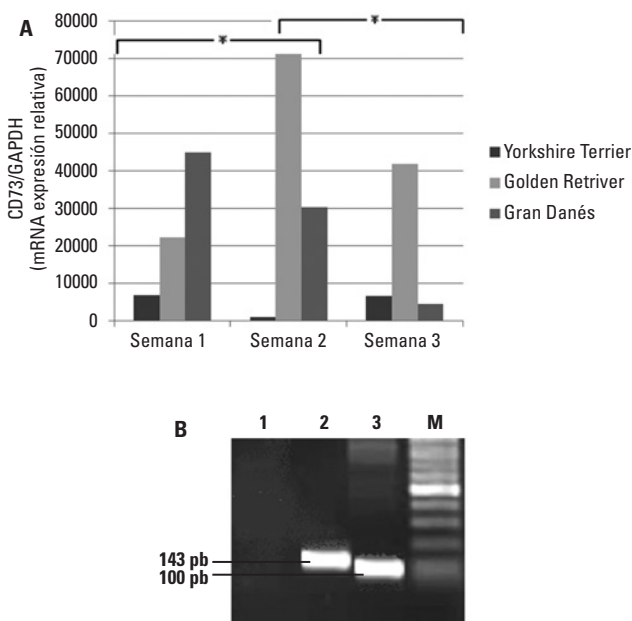 A
CD73/GAPDH
(mRNA expresión relativa)
80000
70000
60000
50000
40000
30000
20000
10000
0
*
*
Semana 1
Semana 2
Semana 3
Yorkshire Terrier
Golden Retriver
Gran Danés
B
1 2 3 M
143 pb
100 pb